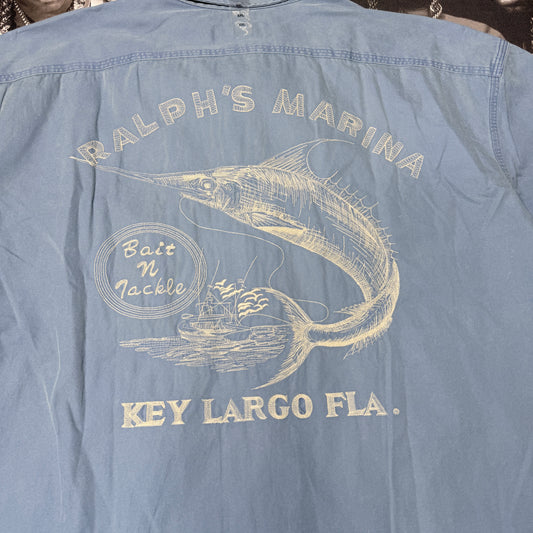 RALPH'S MARINA
Bait
N
Tackle
KEY LARGO FLA.